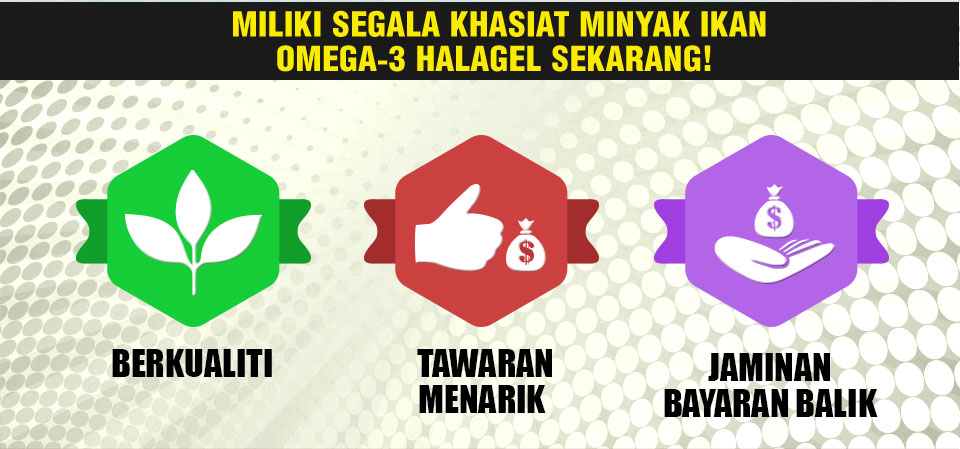 MILIKI SEGALA KHASIAT MINYAK IKAN
OMEGA-3 HALAGEL SEKARANG!
$
$
BERKUALITI
TAWARAN
MENARIK
JAMINAN
BAYARAN BALIK